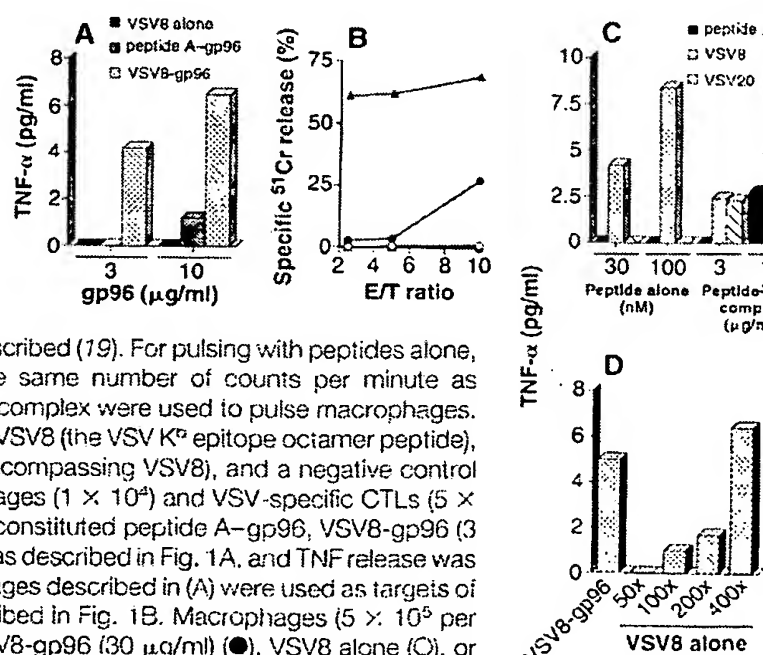 A
■ VSV8 alone
peptide A–gp96
VSV8-gp96
TNF-α (pg/ml)
8
6
4
2
0
3
10
gp96 (μg/ml)
B
Specific ⁵¹Cr release (%)
75
50
25
0
2
4
6
8
10
E/T ratio
C
■ peptide
VSV8
VSV20
10
7.5
5
2.5
0
30
100
3
1
Peptide alone
(nM)
Peptide-
comp
(μg/m
TNF-α (pg/ml)
D
8
6
4
2
0
VSV8-gp96
50x
100x
200x
400x
VSV8 alone
scribed (19). For pulsing with peptides alone,
e same number of counts per minute as
complex were used to pulse macrophages.
VSV8 (the VSV Kᵇ epitope octamer peptide),
compassing VSV8), and a negative control
ages (1 × 10⁴) and VSV-specific CTLs (5 ×
constituted peptide A–gp96, VSV8-gp96 (3
as described in Fig. 1A, and TNF release was
ages described in (A) were used as targets of
ibed in Fig. 1B. Macrophages (5 × 10⁵ per
V8-gp96 (30 μg/ml) (●), VSV8 alone (○), or